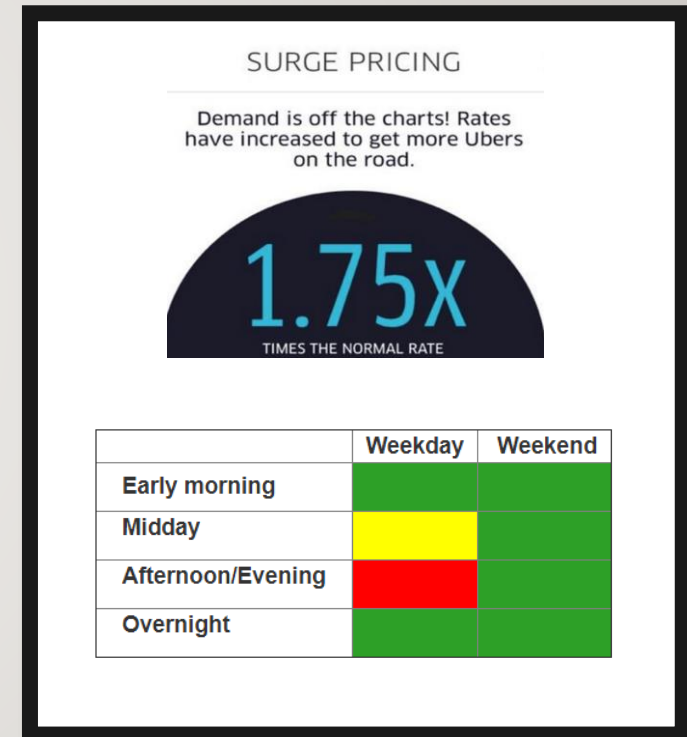 SURGE PRICING
Demand is off the charts! Rates
have increased to get more Ubers
on the road.
1.75x
TIMES THE NORMAL RATE
Weekday Weekend
Early morning
Midday
Afternoon/Evening
Overnight